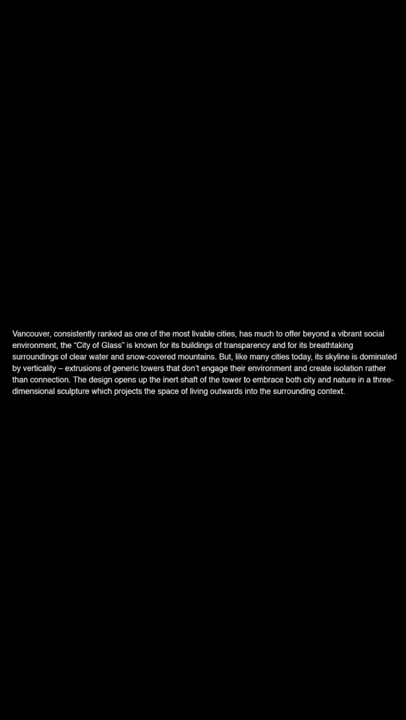 Vancouver, consistently ranked as one of the most livable cities, has much to offer beyond a vibrant social
environment, the “City of Glass” is known for its buildings of transparency and for its breathtaking
surroundings of clear water and snow-covered mountains. But, like many cities today, its skyline is dominated
by verticality – extrusions of generic towers that don’t engage their environment and create isolation rather
than connection. The design opens up the inert shaft of the tower to embrace both city and nature in a three-
dimensional sculpture which projects the space of living outwards into the surrounding context.